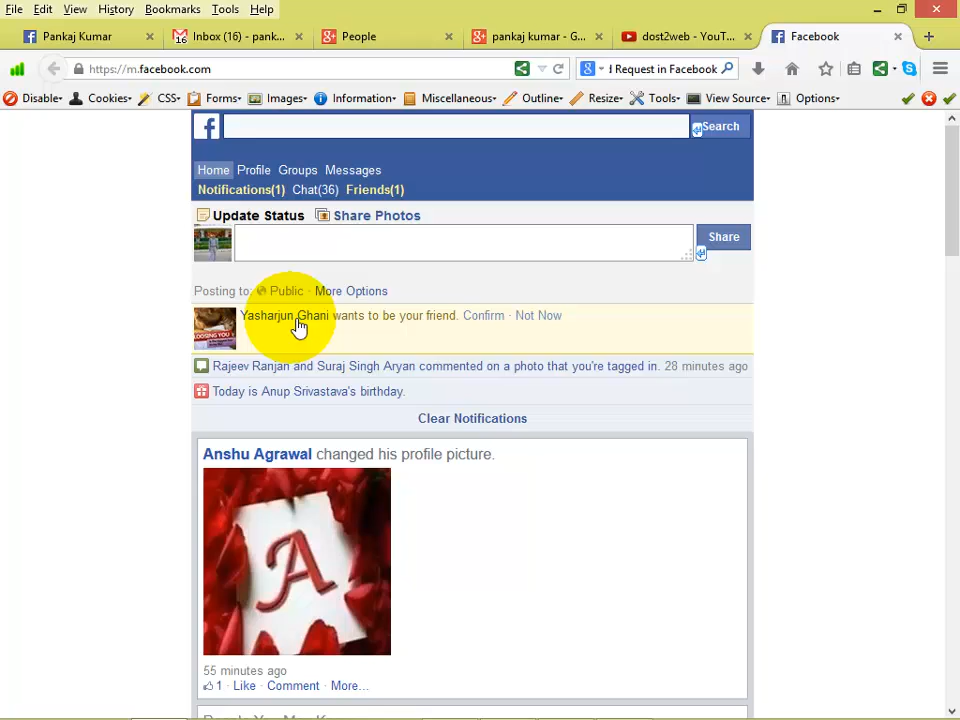 File Edit View History Bookmarks Tools Help
Pankaj Kumar × 16 Inbox (16) - pank... × People × pankaj kumar - G... × dost2web - YouT... × Facebook × +
https://m.facebook.com d Request in Facebook
Disable Cookies CSS Forms Images Information Miscellaneous Outline Resize Tools View Source Options
Search
Home Profile Groups Messages
Notifications(1) Chat(36) Friends(1)
Update Status Share Photos
Share
Posting to: Public · More Options
LOOSING YOU
Yasharjun Ghani wants to be your friend. Confirm · Not Now
Rajeev Ranjan and Suraj Singh Aryan commented on a photo that you're tagged in. 28 minutes ago
Today is Anup Srivastava's birthday.
Clear Notifications
Anshu Agrawal changed his profile picture.
A
55 minutes ago
1 · Like · Comment · More...